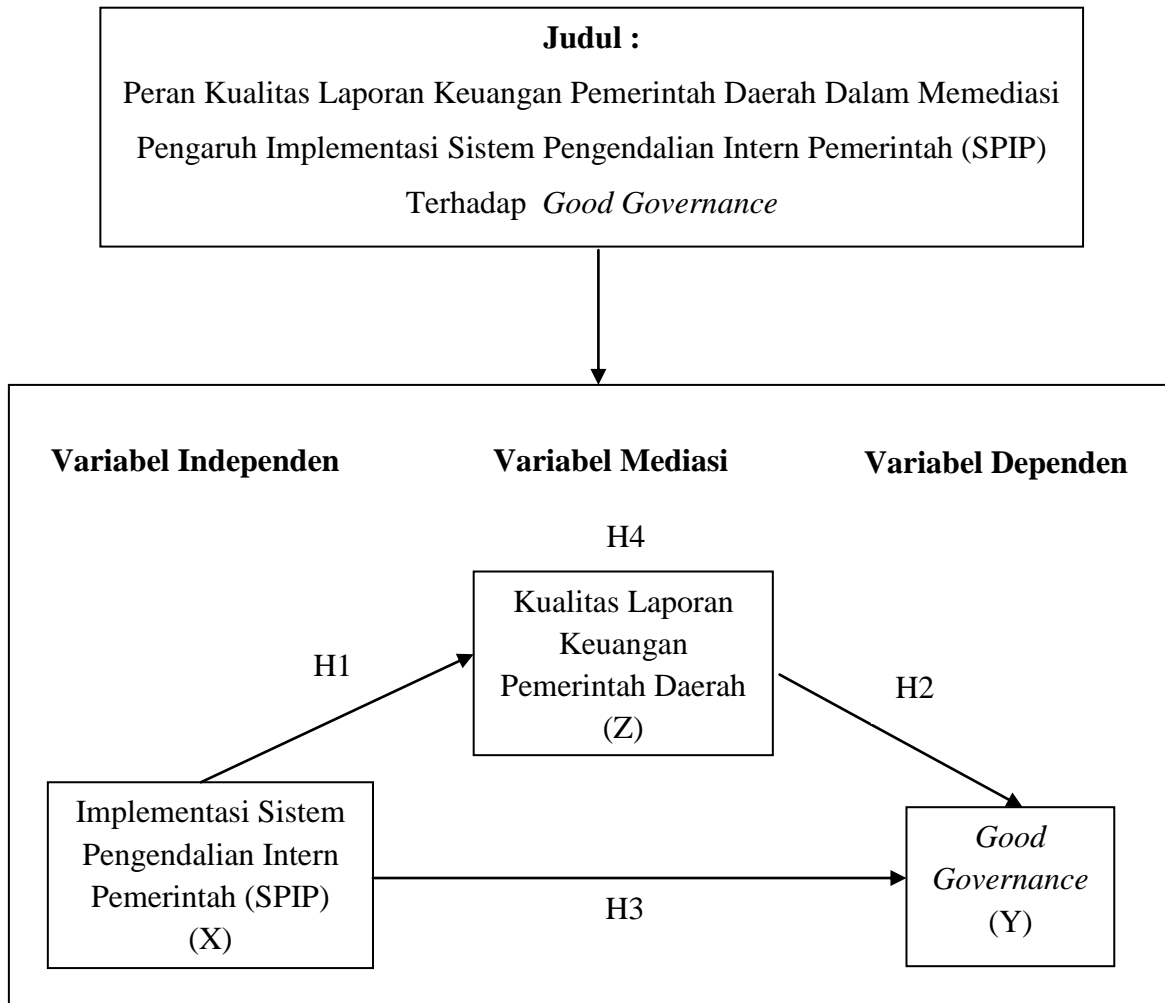 Judul :
Peran Kualitas Laporan Keuangan Pemerintah Daerah Dalam Memediasi
Pengaruh Implementasi Sistem Pengendalian Intern Pemerintah (SPIP)
Terhadap Good Governance
Variabel Independen
Variabel Mediasi
Variabel Dependen
H4
Kualitas Laporan
Keuangan
Pemerintah Daerah
(Z)
H1
H2
Implementasi Sistem
Pengendalian Intern
Pemerintah (SPIP)
(X)
Good
Governance
(Y)
H3